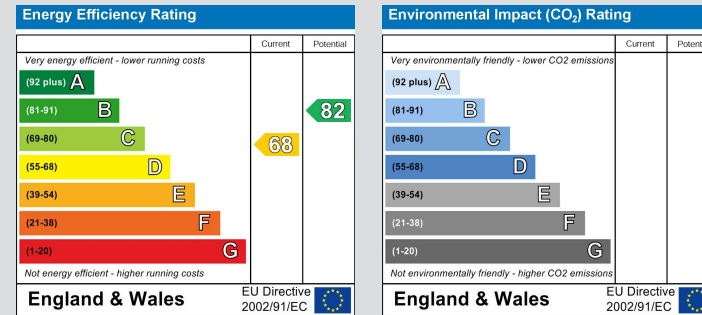 Energy Efficiency Rating
Current Potential
Very energy efficient - lower running costs
(92 plus) A
(81-91) B
82
(69-80) C
68
(55-68) D
(39-54) E
(21-38) F
(1-20) G
Not energy efficient - higher running costs
England & Wales
EU Directive
2002/91/EC
Environmental Impact (CO₂) Rating
Current Potent
Very environmentally friendly - lower CO2 emissions
(92 plus) A
(81-91) B
(69-80) C
(55-68) D
(39-54) E
(21-38) F
(1-20) G
Not environmentally friendly - higher CO2 emissions
England & Wales
EU Directive
2002/91/EC